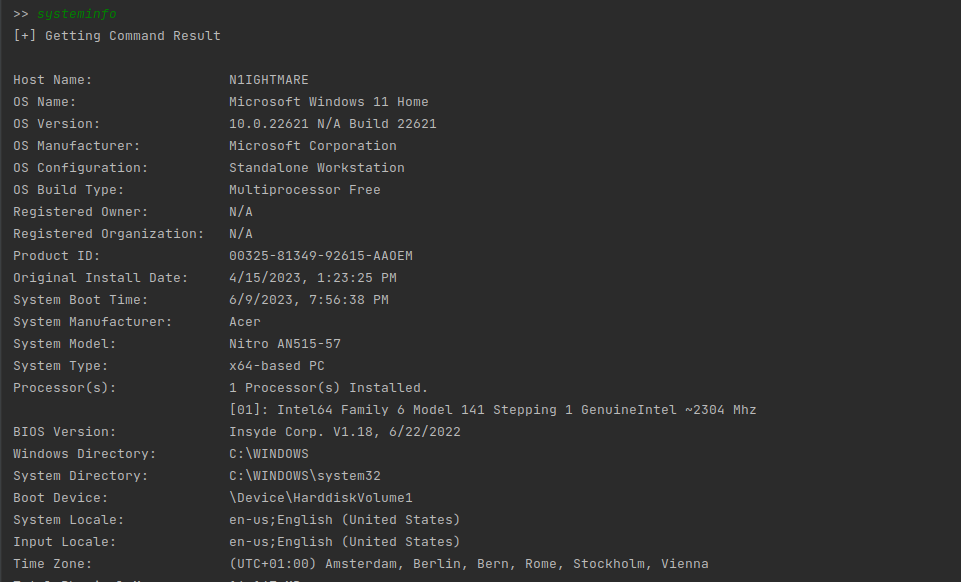 >> systeminfo
[+] Getting Command Result
Host Name: N1IGHTMARE
OS Name: Microsoft Windows 11 Home
OS Version: 10.0.22621 N/A Build 22621
OS Manufacturer: Microsoft Corporation
OS Configuration: Standalone Workstation
OS Build Type: Multiprocessor Free
Registered Owner: N/A
Registered Organization: N/A
Product ID: 00325-81349-92615-AAOEM
Original Install Date: 4/15/2023, 1:23:25 PM
System Boot Time: 6/9/2023, 7:56:38 PM
System Manufacturer: Acer
System Model: Nitro AN515-57
System Type: x64-based PC
Processor(s): 1 Processor(s) Installed.
[01]: Intel64 Family 6 Model 141 Stepping 1 GenuineIntel ~2304 Mhz
BIOS Version: Insyde Corp. V1.18, 6/22/2022
Windows Directory: C:\WINDOWS
System Directory: C:\WINDOWS\system32
Boot Device: \Device\HarddiskVolume1
System Locale: en-us;English (United States)
Input Locale: en-us;English (United States)
Time Zone: (UTC+01:00) Amsterdam, Berlin, Bern, Rome, Stockholm, Vienna